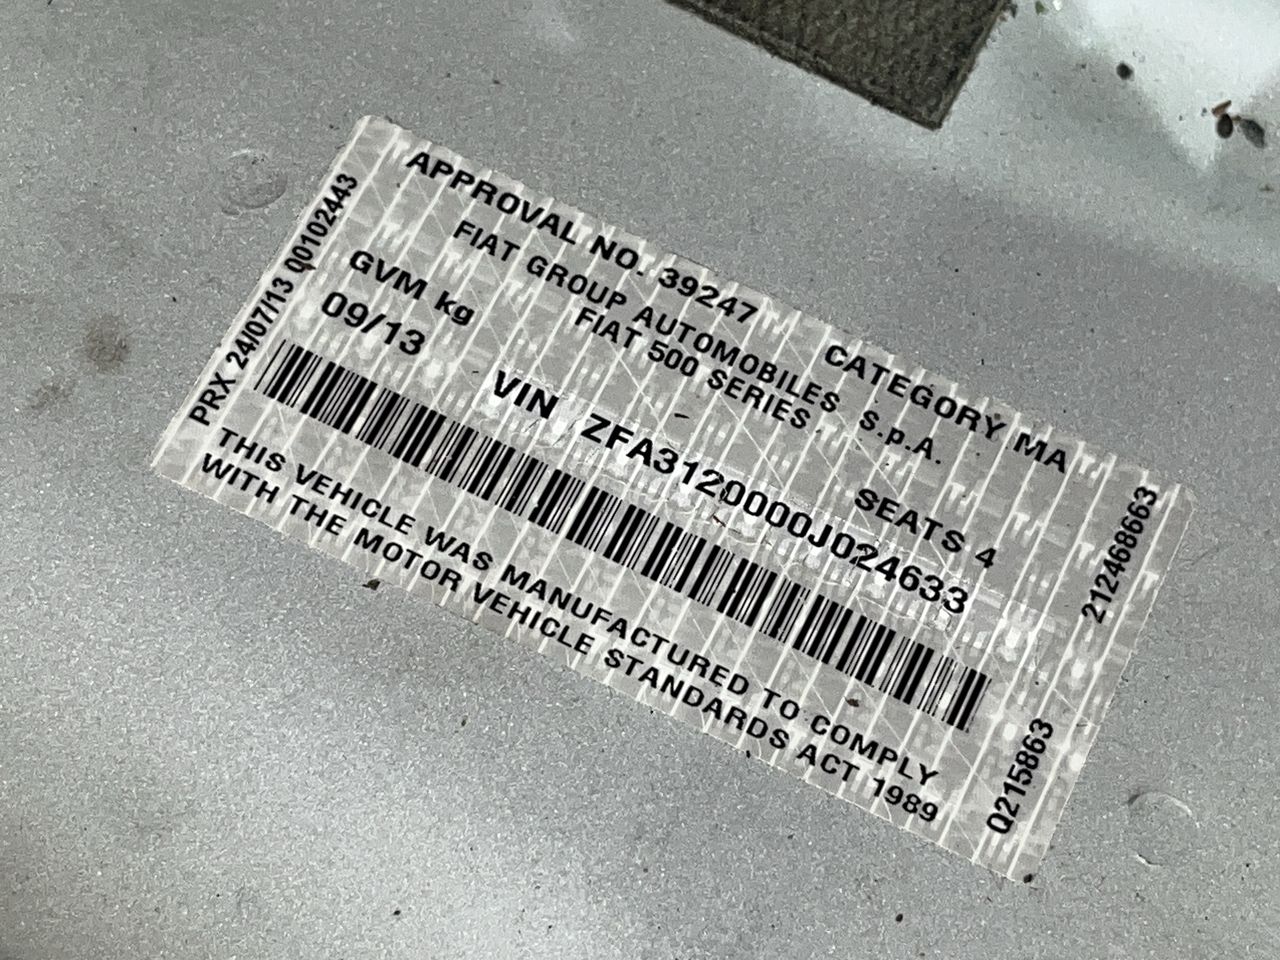 APPROVAL NO. 39247 CATEGORY MA
FIAT GROUP AUTOMOBILES S.p.A.
FIAT 500 SERIES
GVM kg SEATS 4
09/13 VIN ZFA3120000J024633
THIS VEHICLE WAS MANUFACTURED TO COMPLY
WITH THE MOTOR VEHICLE STANDARDS ACT 1989
PRX 24/07/13 00102443
212468663
Q215863